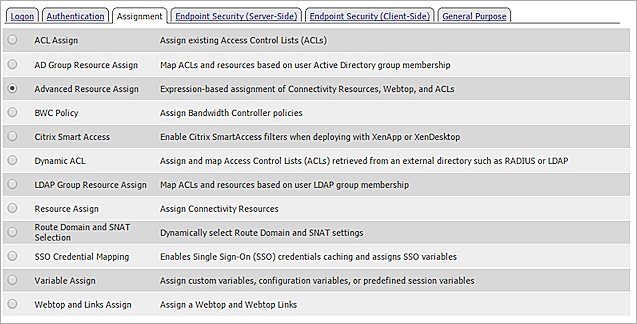 Logon Authentication Assignment Endpoint Security (Server-Side) Endpoint Security (Client-Side) General Purpose
ACL Assign Assign existing Access Control Lists (ACLs)
AD Group Resource Assign Map ACLs and resources based on user Active Directory group membership
Advanced Resource Assign Expression-based assignment of Connectivity Resources, Webtop, and ACLs
BWC Policy Assign Bandwidth Controller policies
Citrix Smart Access Enable Citrix SmartAccess filters when deploying with XenApp or XenDesktop
Dynamic ACL Assign and map Access Control Lists (ACLs) retrieved from an external directory such as RADIUS or LDAP
LDAP Group Resource Assign Map ACLs and resources based on user LDAP group membership
Resource Assign Assign Connectivity Resources
Route Domain and SNAT
Selection Dynamically select Route Domain and SNAT settings
SSO Credential Mapping Enables Single Sign-On (SSO) credentials caching and assigns SSO variables
Variable Assign Assign custom variables, configuration variables, or predefined session variables
Webtop and Links Assign Assign a Webtop and Webtop Links